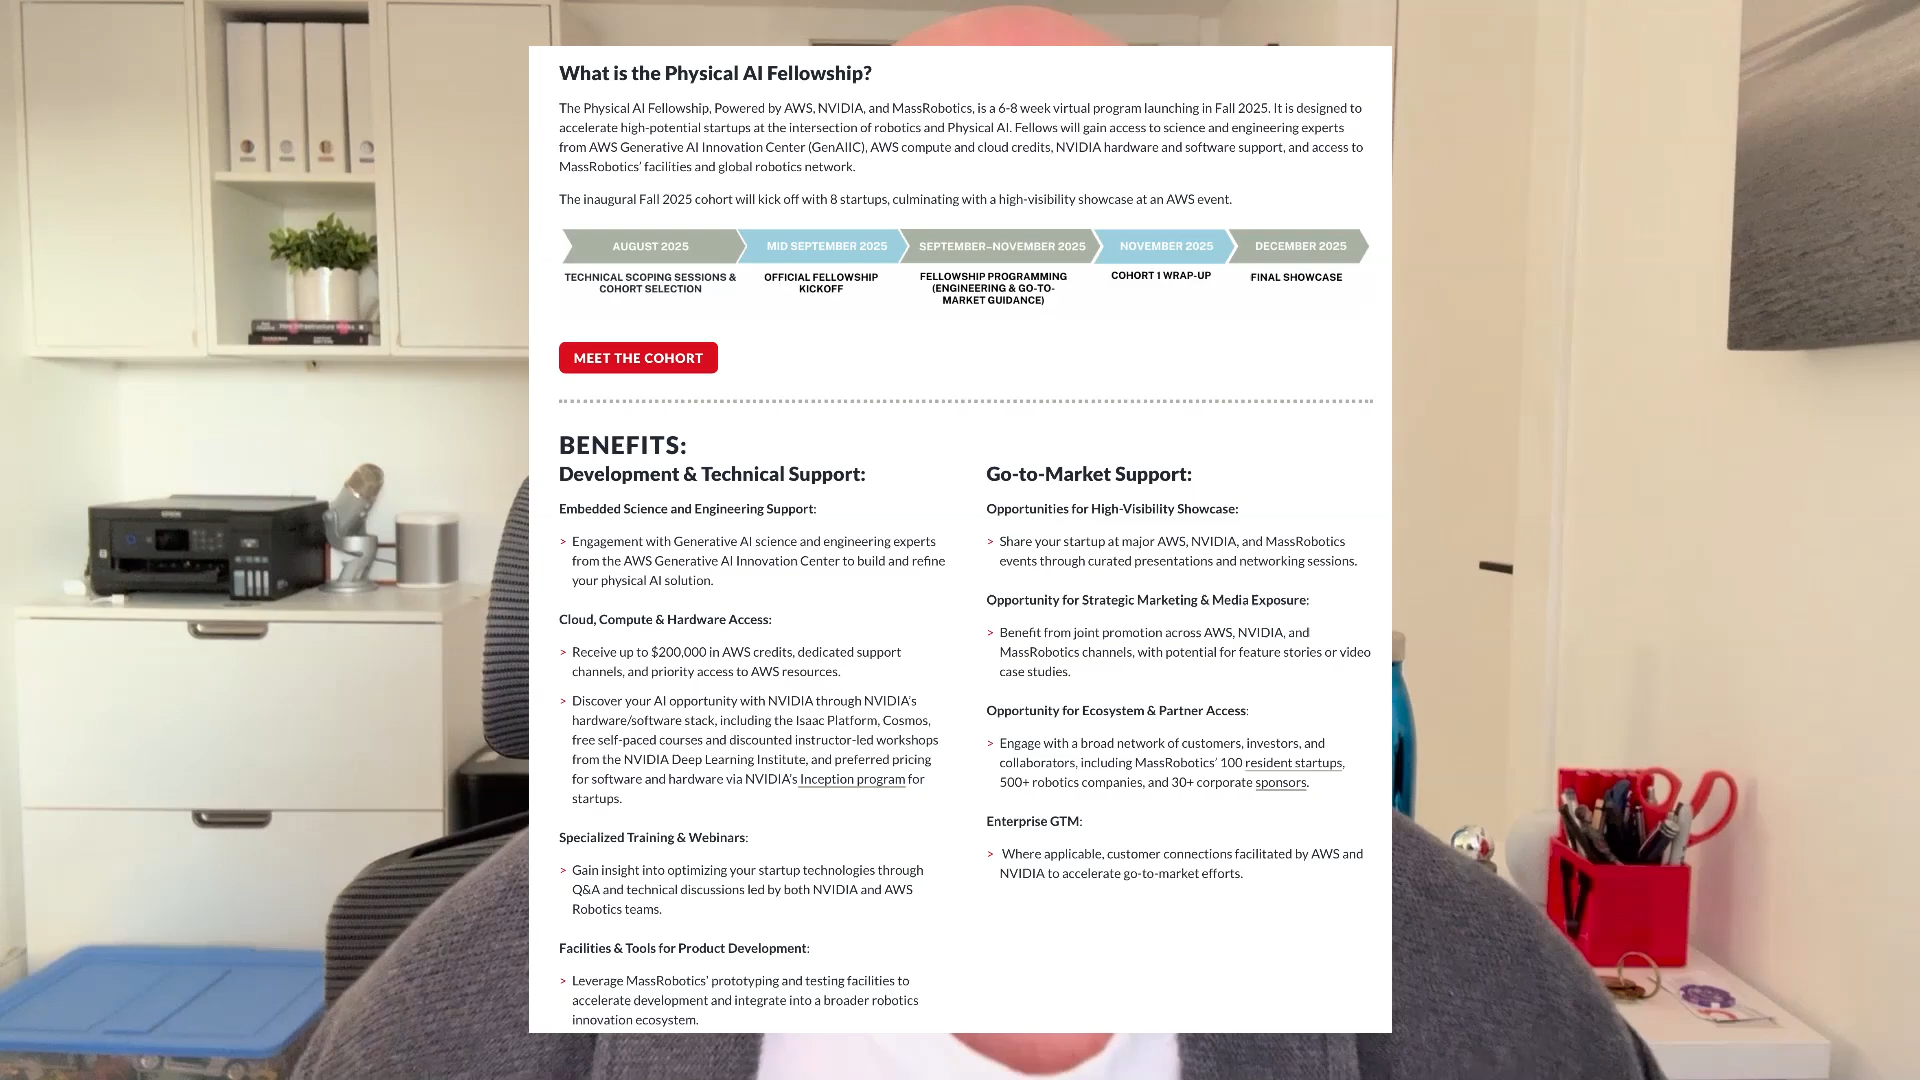 What is the Physical AI Fellowship?
The Physical AI Fellowship, Powered by AWS, NVIDIA, and MassRobotics, is a 6-8 week virtual program launching in Fall 2025. It is designed to
accelerate high-potential startups at the intersection of robotics and Physical AI. Fellows will gain access to science and engineering experts
from AWS Generative AI Innovation Center (GenAIIC), AWS compute and cloud credits, NVIDIA hardware and software support, and access to
MassRobotics' facilities and global robotics network.
The inaugural Fall 2025 cohort will kick off with 8 startups, culminating with a high-visibility showcase at an AWS event.
AUGUST 2025
TECHNICAL SCOPING SESSIONS &
COHORT SELECTION
MID SEPTEMBER 2025
OFFICIAL FELLOWSHIP
KICKOFF
SEPTEMBER–NOVEMBER 2025
FELLOWSHIP PROGRAMMING
(ENGINEERING & GO-TO-
MARKET GUIDANCE)
NOVEMBER 2025
COHORT 1 WRAP-UP
DECEMBER 2025
FINAL SHOWCASE
MEET THE COHORT
BENEFITS:
Development & Technical Support:
Embedded Science and Engineering Support:
> Engagement with Generative AI science and engineering experts
from the AWS Generative AI Innovation Center to build and refine
your physical AI solution.
Cloud, Compute & Hardware Access:
> Receive up to $200,000 in AWS credits, dedicated support
channels, and priority access to AWS resources.
> Discover your AI opportunity with NVIDIA through NVIDIA's
hardware/software stack, including the Isaac Platform, Cosmos,
free self-paced courses and discounted instructor-led workshops
from the NVIDIA Deep Learning Institute, and preferred pricing
for software and hardware via NVIDIA's Inception program for
startups.
Specialized Training & Webinars:
> Gain insight into optimizing your startup technologies through
Q&A and technical discussions led by both NVIDIA and AWS
Robotics teams.
Facilities & Tools for Product Development:
> Leverage MassRobotics' prototyping and testing facilities to
accelerate development and integrate into a broader robotics
innovation ecosystem.
Go-to-Market Support:
Opportunities for High-Visibility Showcase:
> Share your startup at major AWS, NVIDIA, and MassRobotics
events through curated presentations and networking sessions.
Opportunity for Strategic Marketing & Media Exposure:
> Benefit from joint promotion across AWS, NVIDIA, and
MassRobotics channels, with potential for feature stories or video
case studies.
Opportunity for Ecosystem & Partner Access:
> Engage with a broad network of customers, investors, and
collaborators, including MassRobotics' 100 resident startups,
500+ robotics companies, and 30+ corporate sponsors.
Enterprise GTM:
> Where applicable, customer connections facilitated by AWS and
NVIDIA to accelerate go-to-market efforts.
EPSON